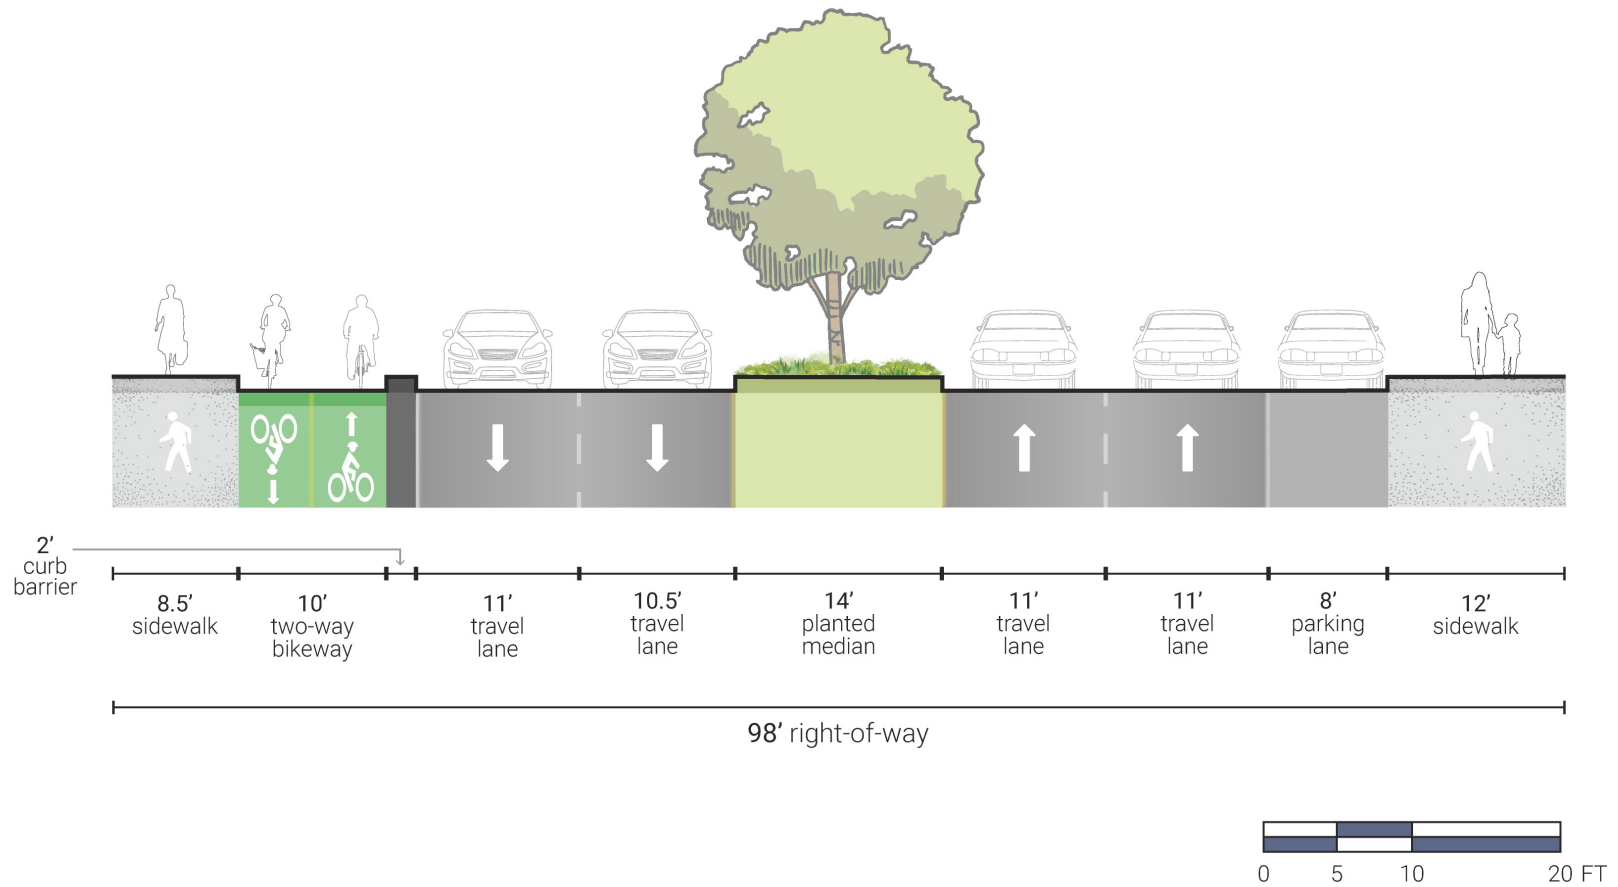 2’
curb
barrier
8.5’
sidewalk
10’
two-way
bikeway
11’
travel
lane
10.5’
travel
lane
14’
planted
median
11’
travel
lane
11’
travel
lane
8’
parking
lane
12’
sidewalk
98’ right-of-way
0 5 10 20 FT